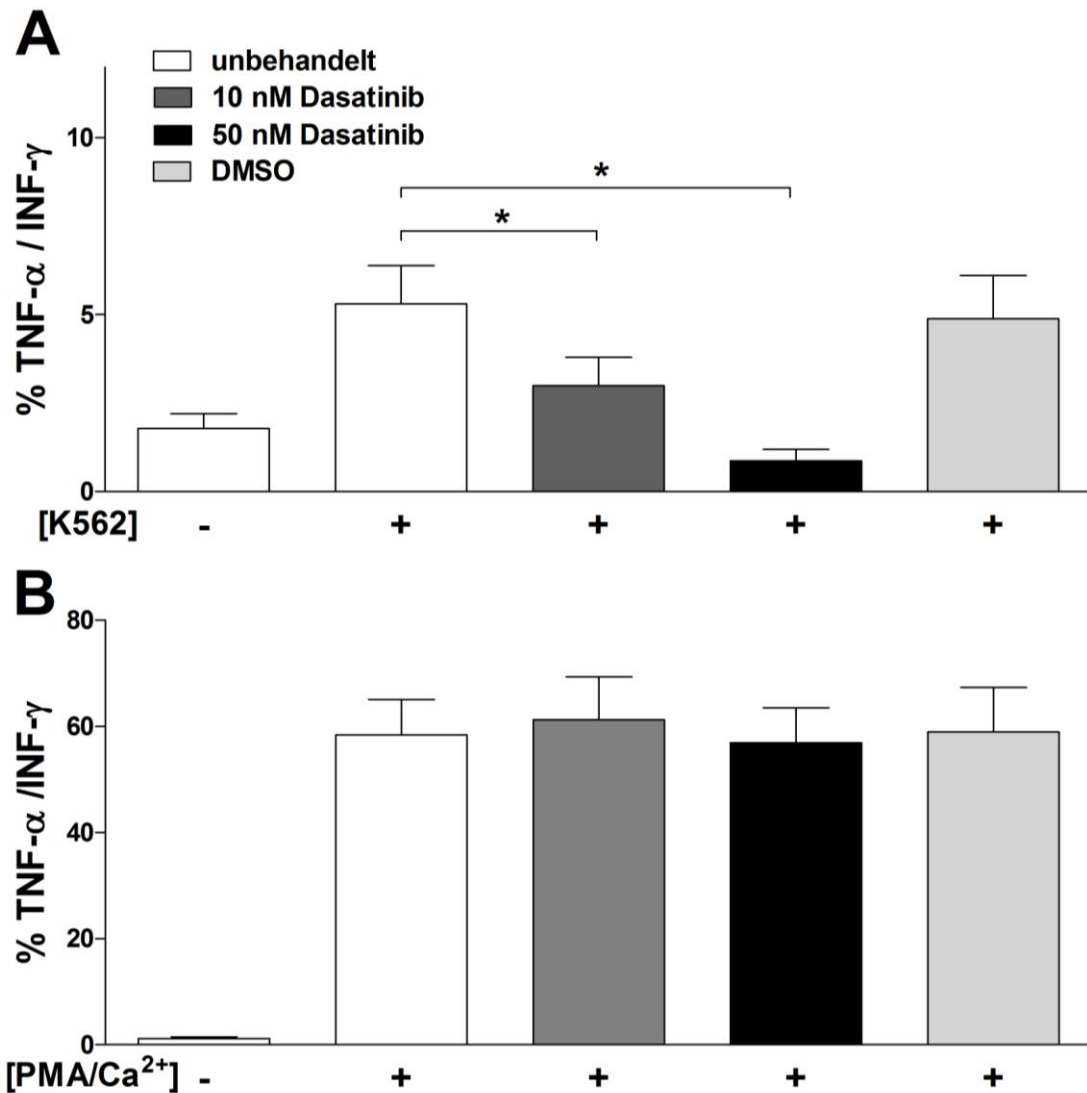 A
unbehandelt
10 nM Dasatinib
50 nM Dasatinib
DMSO
% TNF-α / INF-γ
10
5
0
*
*
[K562] - + + + +
B
% TNF-α /INF-γ
80
60
40
20
0
[PMA/Ca²⁺] - + + + +